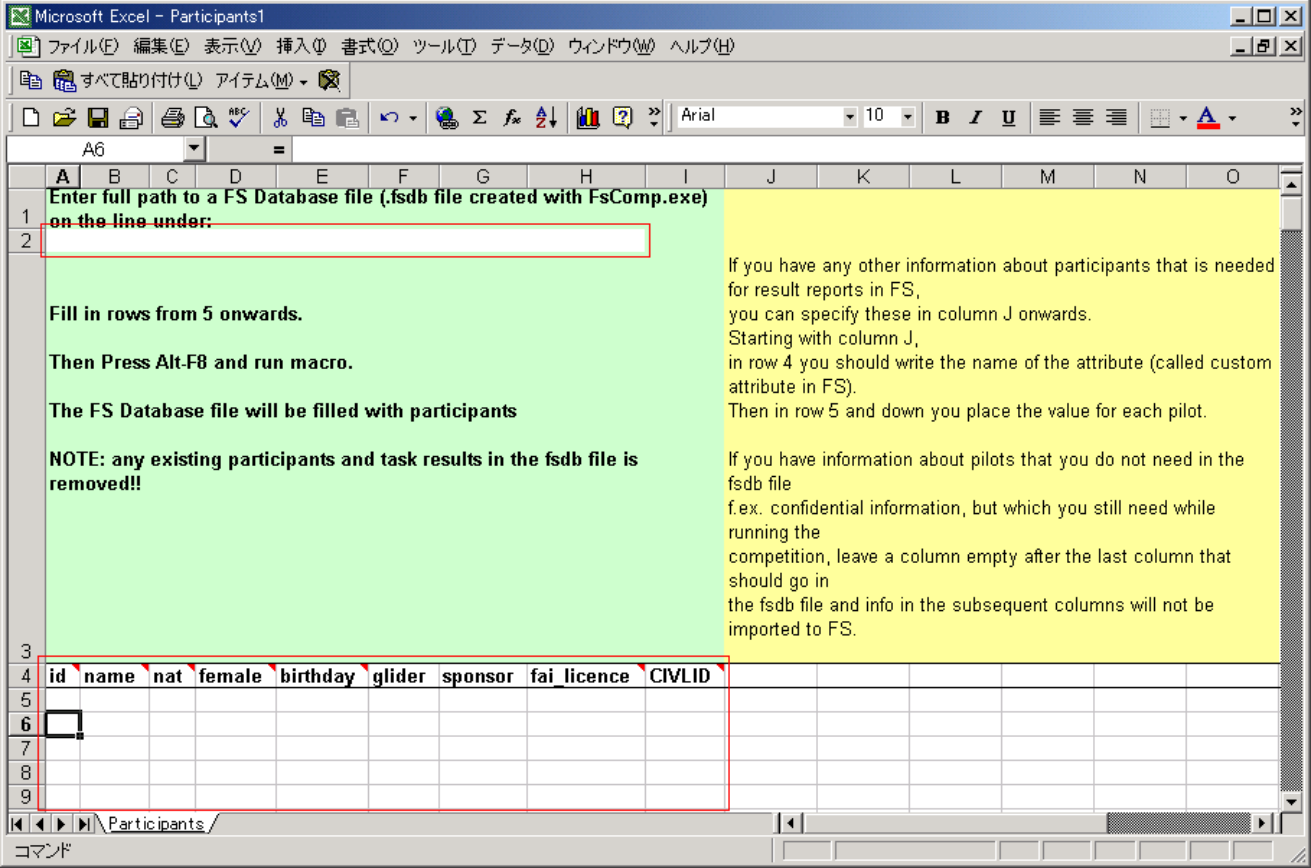 Microsoft Excel - Participants1
ファイル(F) 編集(E) 表示(V) 挿入(I) 書式(O) ツール(T) データ(D) ウィンドウ(W) ヘルプ(H)
すべて貼り付け(L) アイテム(M)
Arial 10 B I U A
A6 =
A B C D E F G H I J K L M N O
1
Enter full path to a FS Database file (.fsdb file created with FsComp.exe)
on the line under:
2
Fill in rows from 5 onwards.
Then Press Alt-F8 and run macro.
The FS Database file will be filled with participants
NOTE: any existing participants and task results in the fsdb file is
removed!!
If you have any other information about participants that is needed
for result reports in FS,
you can specify these in column J onwards.
Starting with column J,
in row 4 you should write the name of the attribute (called custom
attribute in FS).
Then in row 5 and down you place the value for each pilot.
If you have information about pilots that you do not need in the
fsdb file
f.ex. confidential information, but which you still need while
running the
competition, leave a column empty after the last column that
should go in
the fsdb file and info in the subsequent columns will not be
imported to FS.
3
4 id name nat female birthday glider sponsor fai_licence CIVLID
5
6
7
8
9
Participants
コマンド